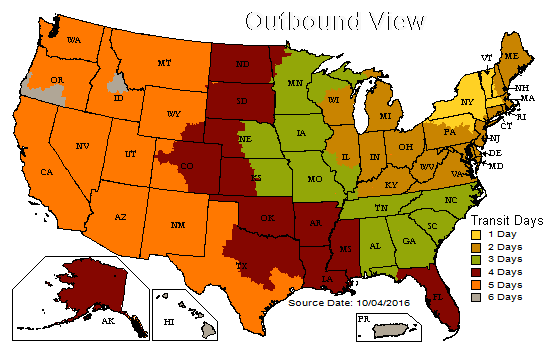 Outbound View
WA
MT
ND
MN
VT
ME
OR
ID
SD
WI
MI
NY
NH
MA
WY
RI
CT
NV
UT
NE
IA
IL
IN
OH
PA
NJ
DE
MD
CA
CO
KS
MO
KY
WV
VA
AZ
NM
OK
AR
TN
NC
SC
TX
LA
MS
AL
GA
FL
Transit Days
1 Day
2 Days
3 Days
4 Days
5 Days
6 Days
Source Date: 10/04/2016
AK
HI
PR